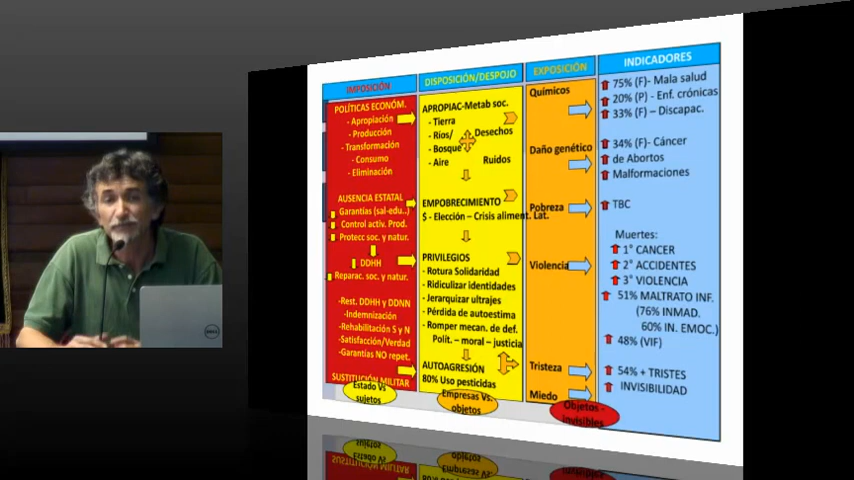 IMPOSICIÓN
POLÍTICAS ECONÓM.
- Apropiación
- Producción
- Transformación
- Consumo
- Eliminación
AUSENCIA ESTATAL
Garantías (sal-edu..)
Control activ. Prod.
Protecc soc. y natur.
DDHH
Reparac. soc. y natur.
- Rest. DDHH y DDNN
- Indemnización
- Rehabilitación S y N
- Satisfacción/Verdad
- Garantías NO repet.
SUSTITUCIÓN MILITAR
Estado Vs
sujetos
DISPOSICIÓN/DESPOJO
APROPIAC-Metab soc.
- Tierra
- Ríos/ Desechos
- Bosque
- Aire Ruidos
EMPOBRECIMIENTO
$ - Elección – Crisis aliment. Lat.
PRIVILEGIOS
- Rotura Solidaridad
- Ridiculizar identidades
- Jerarquizar ultrajes
- Pérdida de autoestima
- Romper mecan. de def.
Polít. – moral – justicia
AUTOAGRESIÓN
80% Uso pesticidas
Empresas Vs.
objetos
EXPOSICIÓN
Químicos
Daño genético
Pobreza
Violencia
Tristeza
Miedo
Objetos -
invisibles
INDICADORES
75% (F)- Mala salud
20% (P) - Enf. crónicas
33% (F) – Discapac.
34% (F)- Cáncer
de Abortos
Malformaciones
TBC
Muertes:
1° CANCER
2° ACCIDENTES
3° VIOLENCIA
51% MALTRATO INF.
(76% INMAD.
60% IN. EMOC.)
48% (VIF)
54% + TRISTES
INVISIBILIDAD